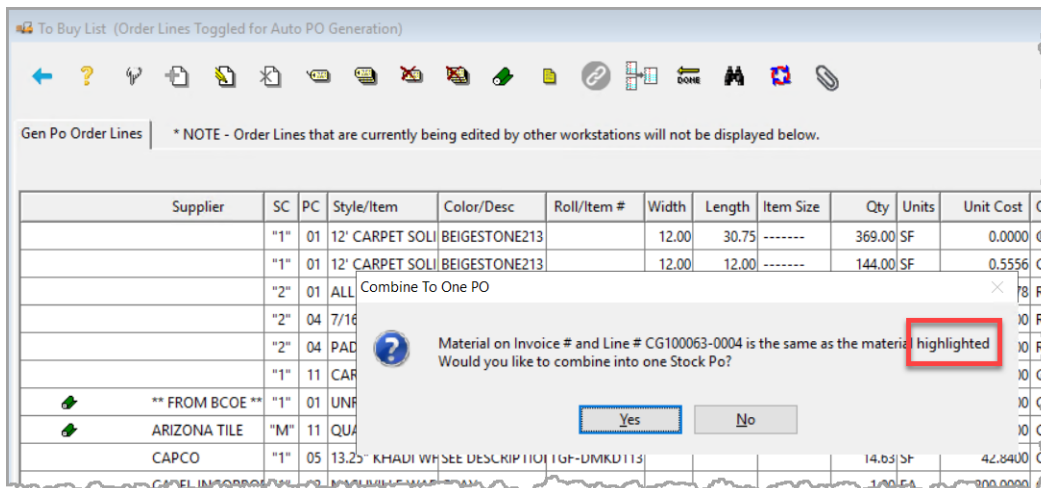 To Buy List (Order Lines Toggled for Auto PO Generation)
DONE
Gen Po Order Lines * NOTE - Order Lines that are currently being edited by other workstations will not be displayed below.
Supplier SC PC Style/Item Color/Desc Roll/Item # Width Length Item Size Qty Units Unit Cost
"1" 01 12' CARPET SOLI BEIGESTONE213 12.00 30.75 ------- 369.00 SF 0.0000
"1" 01 12' CARPET SOLI BEIGESTONE213 12.00 12.00 ------- 144.00 SF 0.5556
"2" 01 ALL
Combine To One PO
"2" 04 7/16
Material on Invoice # and Line # CG100063-0004 is the same as the material highlighted
"2" 04 PAD
Would you like to combine into one Stock Po?
"1" 11 CAR
** FROM BCOE ** "1" 01 UNF
Yes No
ARIZONA TILE "M" 11 QUA
CAPCO "1" 05 13.25" KHADI WH SEE DESCRIPTIO TGF-DMKD113 14.63 SF 42.8400